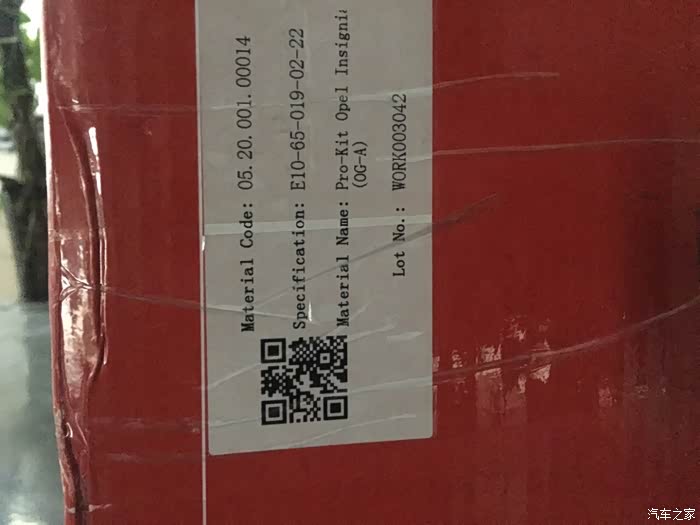 Material Code: 05.20.001.00014
Specification: E10-65-019-02-22
Material Name: Pro-Kit Opel Insignia
(OG-A)
Lot No.: WORK003042
汽车之家